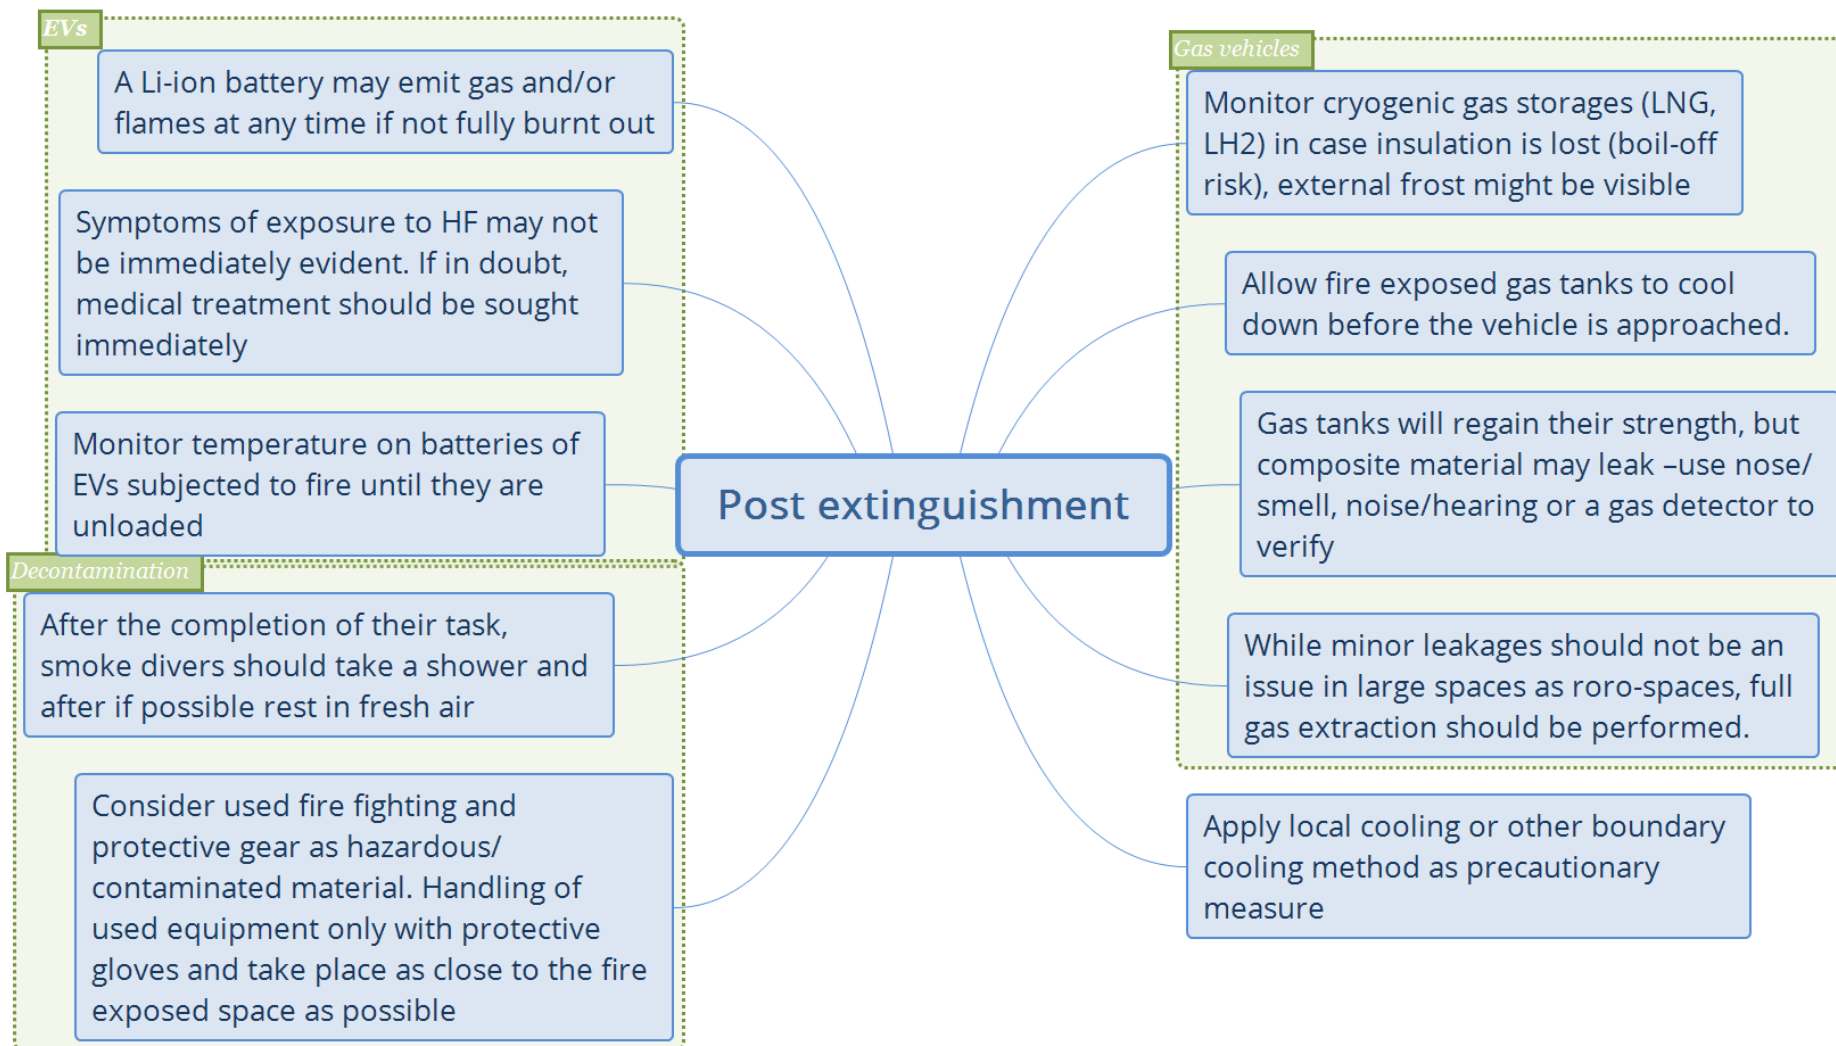 EVs
A Li-ion battery may emit gas and/or
flames at any time if not fully burnt out
Symptoms of exposure to HF may not
be immediately evident. If in doubt,
medical treatment should be sought
immediately
Monitor temperature on batteries of
EVs subjected to fire until they are
unloaded
Decontamination
After the completion of their task,
smoke divers should take a shower and
after if possible rest in fresh air
Consider used fire fighting and
protective gear as hazardous/
contaminated material. Handling of
used equipment only with protective
gloves and take place as close to the fire
exposed space as possible
Post extinguishment
Gas vehicles
Monitor cryogenic gas storages (LNG,
LH2) in case insulation is lost (boil-off
risk), external frost might be visible
Allow fire exposed gas tanks to cool
down before the vehicle is approached.
Gas tanks will regain their strength, but
composite material may leak –use nose/
smell, noise/hearing or a gas detector to
verify
While minor leakages should not be an
issue in large spaces as roro-spaces, full
gas extraction should be performed.
Apply local cooling or other boundary
cooling method as precautionary
measure